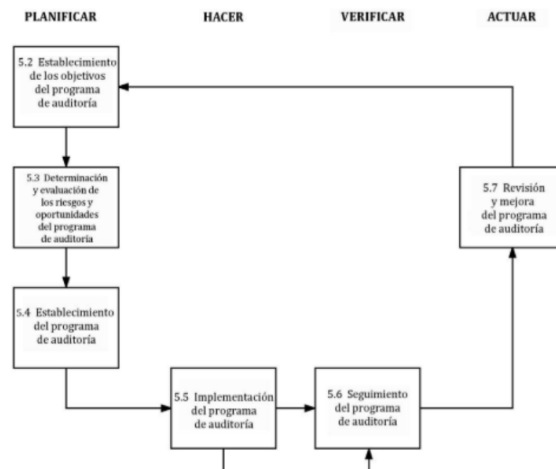 PLANIFICAR
HACER
VERIFICAR
ACTUAR
5.2 Establecimiento
de los objetivos
del programa
de auditoría
5.3 Determinación
y evaluación de
los riesgos y
oportunidades
del programa
de auditoría
5.7 Revisión
y mejora
del programa
de auditoría
5.4 Establecimiento
del programa
de auditoría
5.5 Implementación
del programa
de auditoría
5.6 Seguimiento
del programa
de auditoría